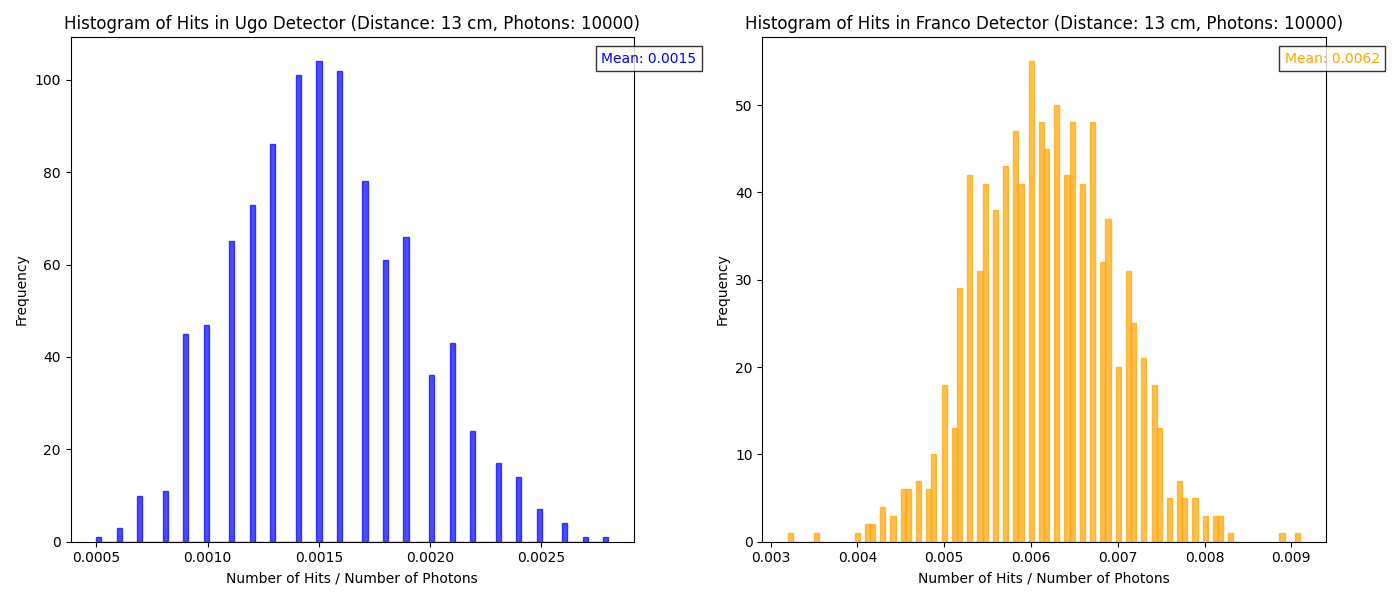 Histogram of Hits in Ugo Detector (Distance: 13 cm, Photons: 10000)
Mean: 0.0015
Frequency
100
80
60
40
20
0
0.0005 0.0010 0.0015 0.0020 0.0025
Number of Hits / Number of Photons
Histogram of Hits in Franco Detector (Distance: 13 cm, Photons: 10000)
Mean: 0.0062
Frequency
50
40
30
20
10
0
0.003 0.004 0.005 0.006 0.007 0.008 0.009
Number of Hits / Number of Photons